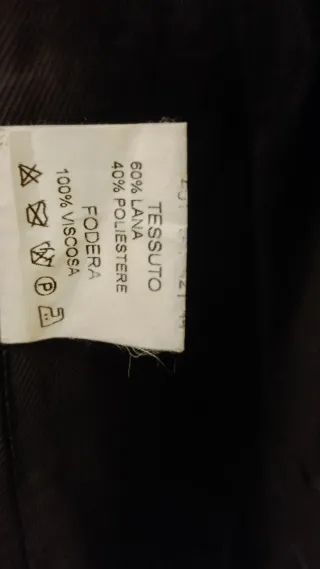 TESSUTO
60% LANA
40% POLIESTERE
FODERA
100% VISCOSA
P